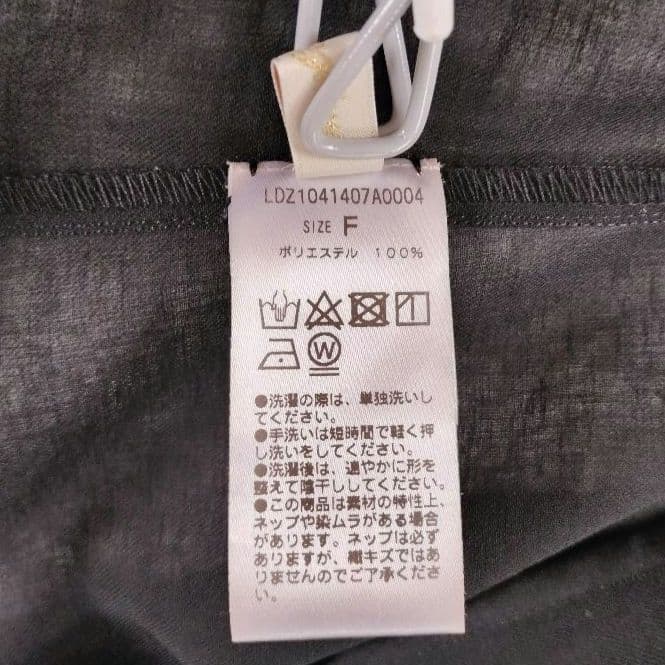 LDZ1041407A0004
SIZE F
ポリエステル 100%
W
●洗濯の際は、単独洗いし
てください。
●手洗いは短時間で軽く押
し洗いをしてください。
●洗濯後は、速やかに形を
整えて陰干ししてください。
●この商品は素材の特性上、
ネップや染ムラがある場合
があります。ネップは必ず
ありますが、織キズではあ
りませんのでご了承くださ
い。